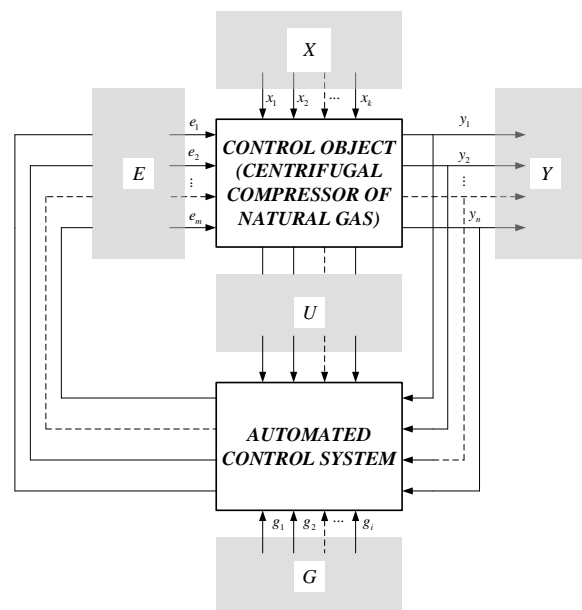 X
x1 x2 ... xk
e1
e2
...
em
E
CONTROL OBJECT
(CENTRIFUGAL
COMPRESSOR OF
NATURAL GAS)
y1
y2
...
yn
Y
U
AUTOMATED
CONTROL SYSTEM
g1 g2 ... gi
G